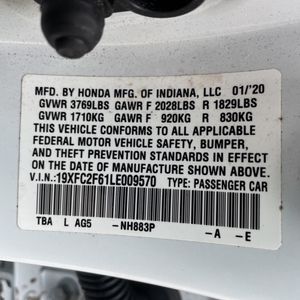 MFD. BY HONDA MFG. OF INDIANA, LLC 01/'20
GVWR 3769LBS GAWR F 2028LBS R 1829LBS
GVWR 1710KG GAWR F 920KG R 830KG
THIS VEHICLE CONFORMS TO ALL APPLICABLE
FEDERAL MOTOR VEHICLE SAFETY, BUMPER,
AND THEFT PREVENTION STANDARDS IN EFFECT
ON THE DATE OF MANUFACTURE SHOWN ABOVE.
V.I.N.: 19XFC2F61LE009570 TYPE: PASSENGER CAR
TBA L AG5 -NH883P -A -E